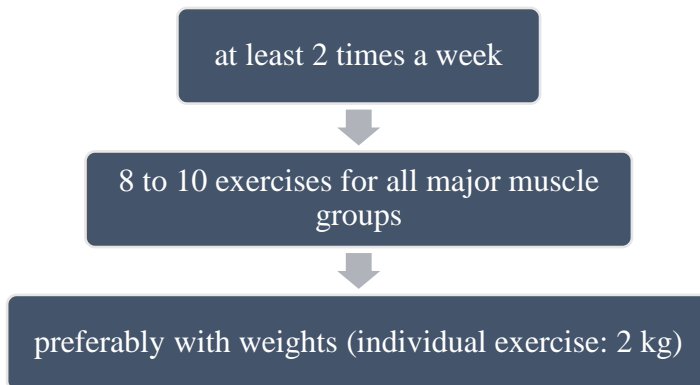 at least 2 times a week
8 to 10 exercises for all major muscle
groups
preferably with weights (individual exercise: 2 kg)